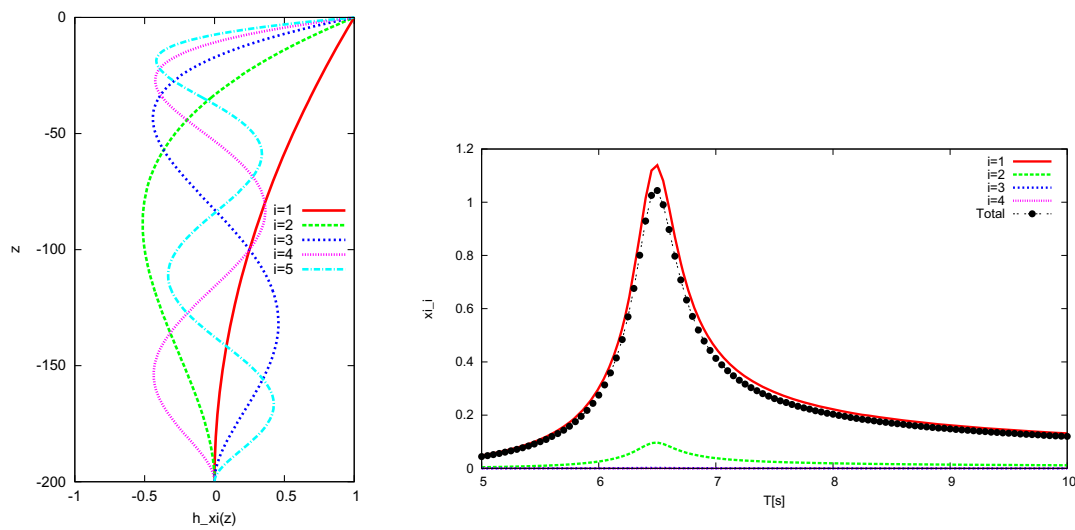 0
-50
-100
-150
-200
-1
-0.5
0
0.5
1
z
h_xi(z)
i=1
i=2
i=3
i=4
i=5
1.2
1
0.8
0.6
0.4
0.2
0
5
6
7
8
9
10
xi_i
T[s]
i=1
i=2
i=3
i=4
Total